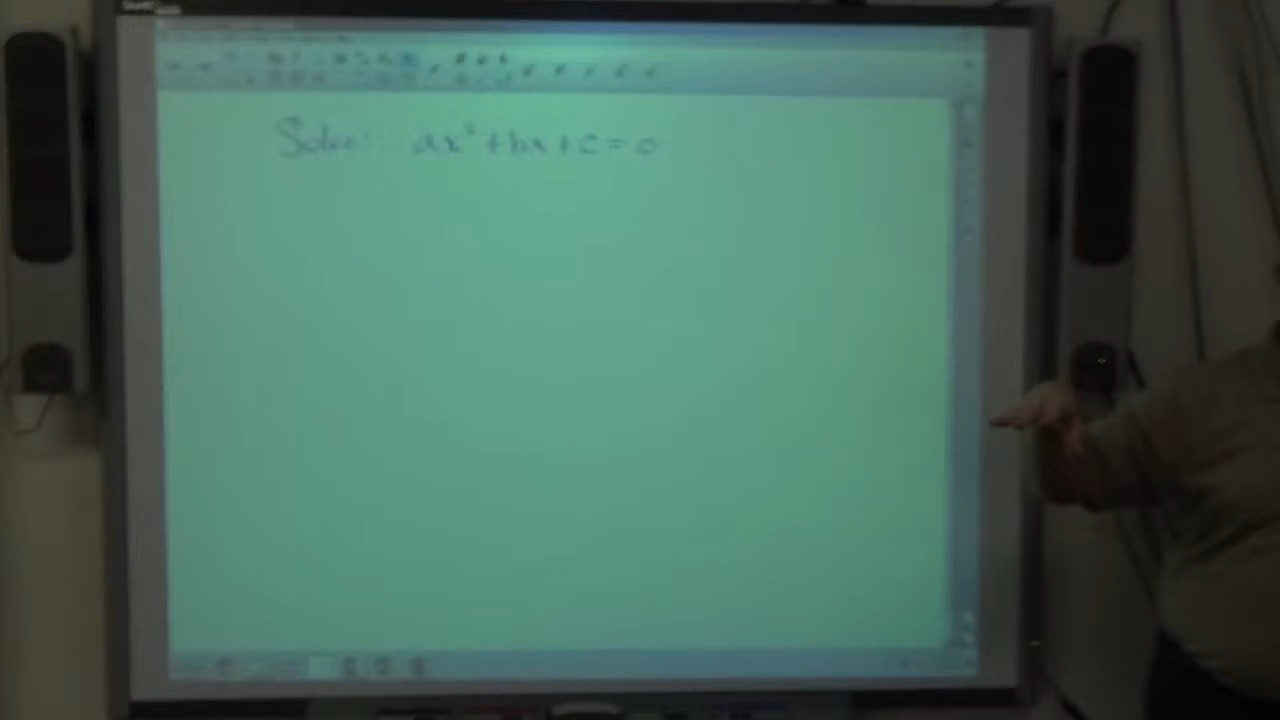 Solve: ax² + bx + c = 0